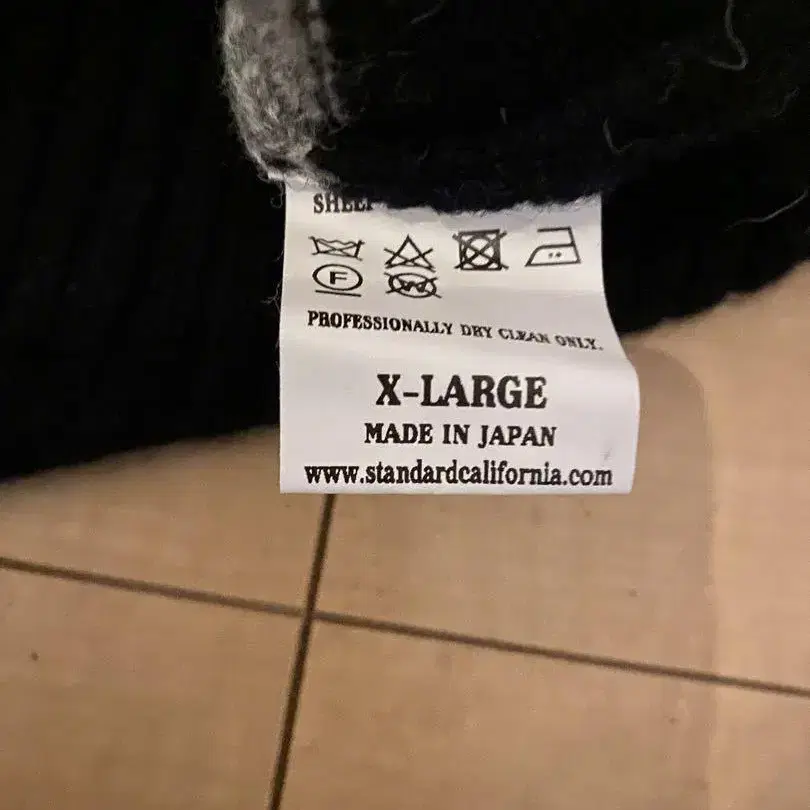 F
W
PROFESSIONALLY DRY CLEAN ONLY.
X-LARGE
MADE IN JAPAN
www.standardcalifornia.com